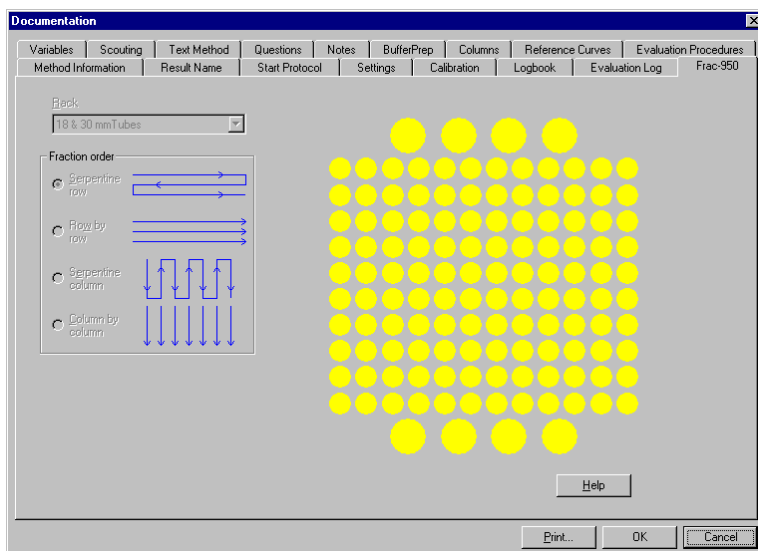 Documentation
Variables Scouting Text Method Questions Notes BufferPrep Columns Reference Curves Evaluation Procedures
Method Information Result Name Start Protocol Settings Calibration Logbook Evaluation Log Frac-950
Rack
18 & 30 mmTubes
Fraction order
Serpentine
row
Row by
row
Serpentine
column
Column by
column
Help
Print... OK Cancel